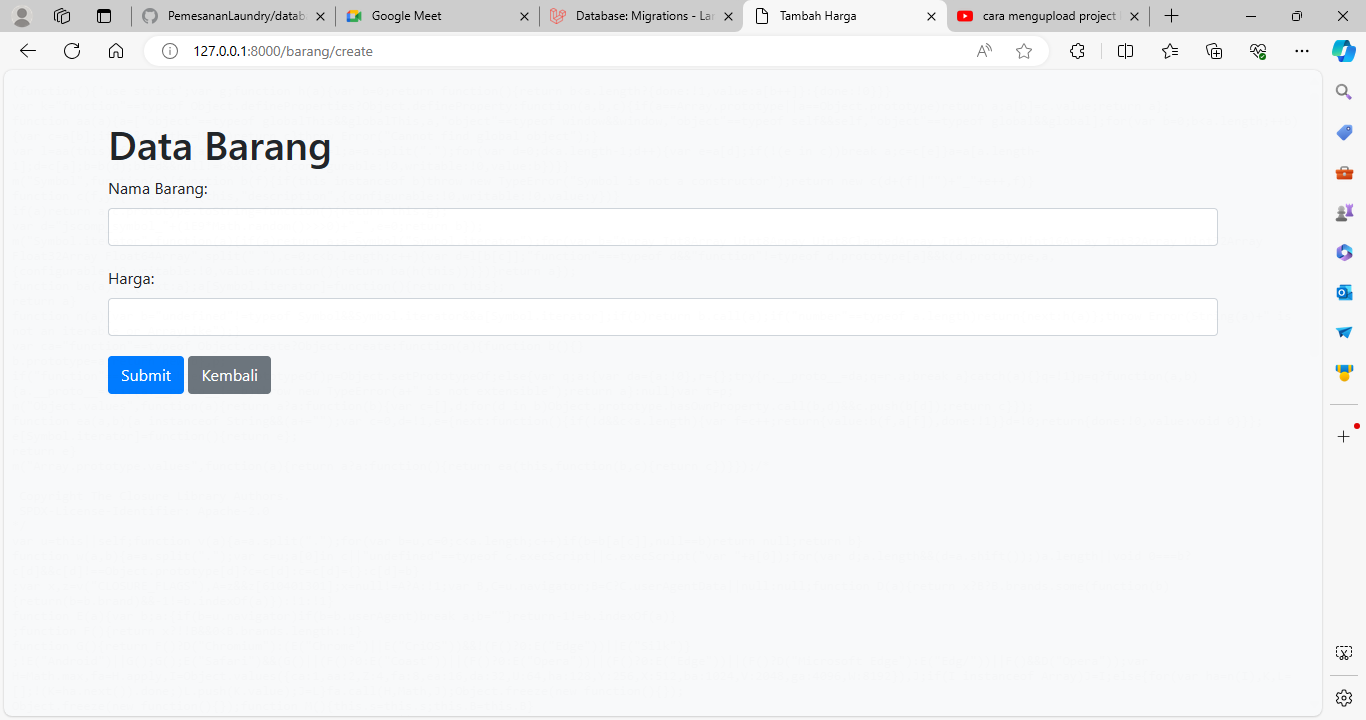 PemesananLaundry/datab
Google Meet
Database: Migrations - Lar
Tambah Harga
cara mengupload project
127.0.0.1:8000/barang/create
Data Barang
Nama Barang:
Harga:
Submit
Kembali